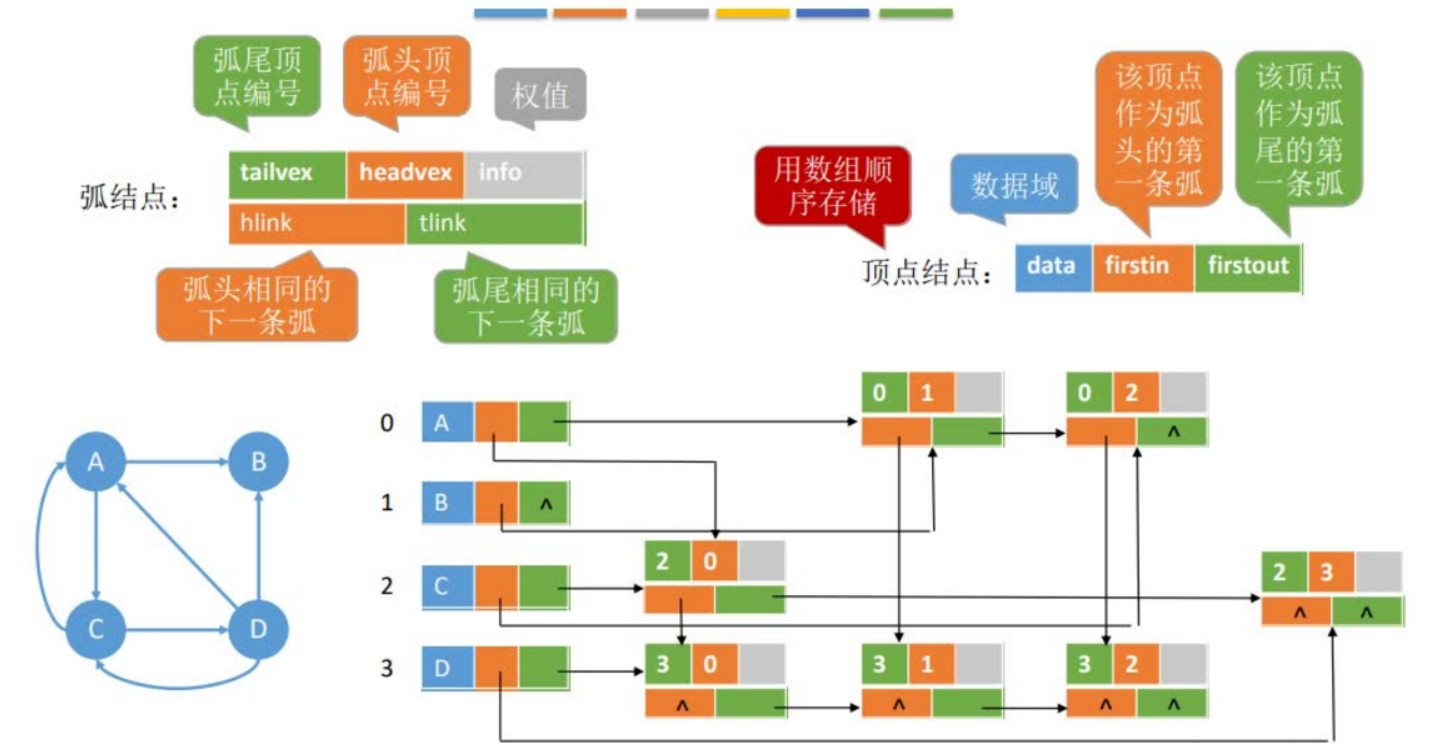 弧尾顶
点编号
弧头顶
点编号
权值
弧结点：
tailvex headvex info
hlink tlink
弧头相同的
下一条弧
弧尾相同的
下一条弧
用数组顺
序存储
数据域
该顶点
作为弧
头的第
一条弧
该顶点
作为弧
尾的第
一条弧
顶点结点：
data firstin firstout
A B
C D
0 A
1 B ^
2 C
3 D
0 1
0 2
^
2 0
2 3
^ ^
3 0
^
3 1
^
3 2
^ ^